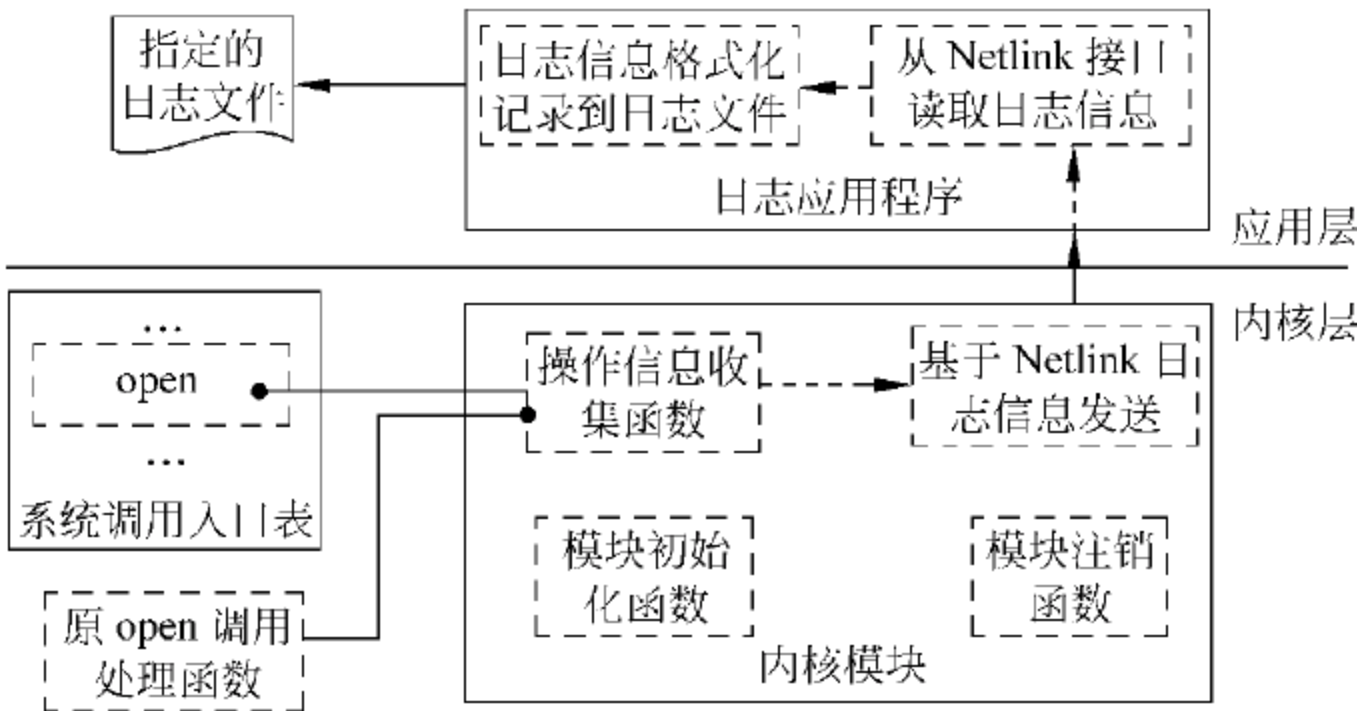 指定的
日志文件
日志信息格式化
记录到日志文件
从 Netlink 接口
读取日志信息
日志应用程序
应用层
内核层
…
open
…
系统调用入口表
原 open 调用
处理函数
操作信息收
集函数
基于 Netlink 日
志信息发送
模块初始
化函数
模块注销
函数
内核模块